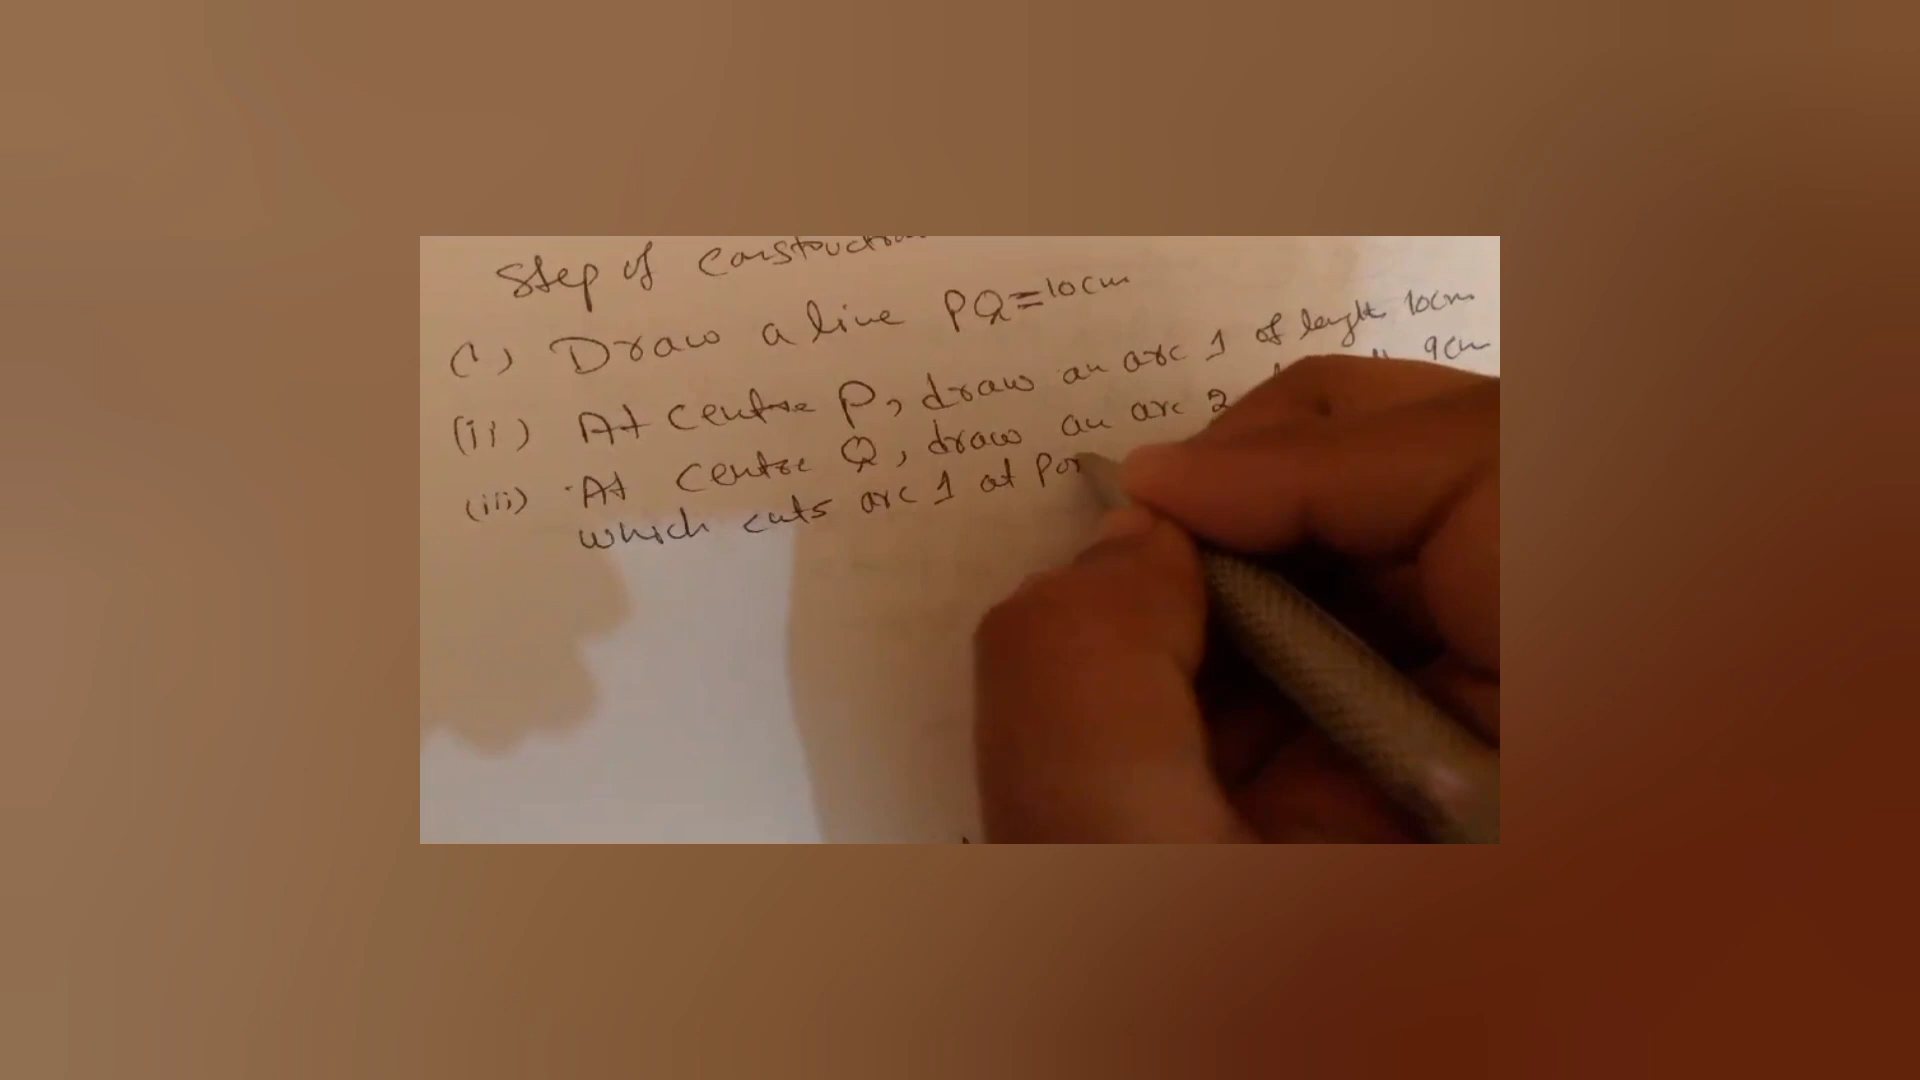 Step of construction
(i) Draw a line PQ=10cm
(ii) At centre P, draw an arc 1 of length 10cm
(iii) At centre Q, draw an arc 2 9cm
which cuts arc 1 at